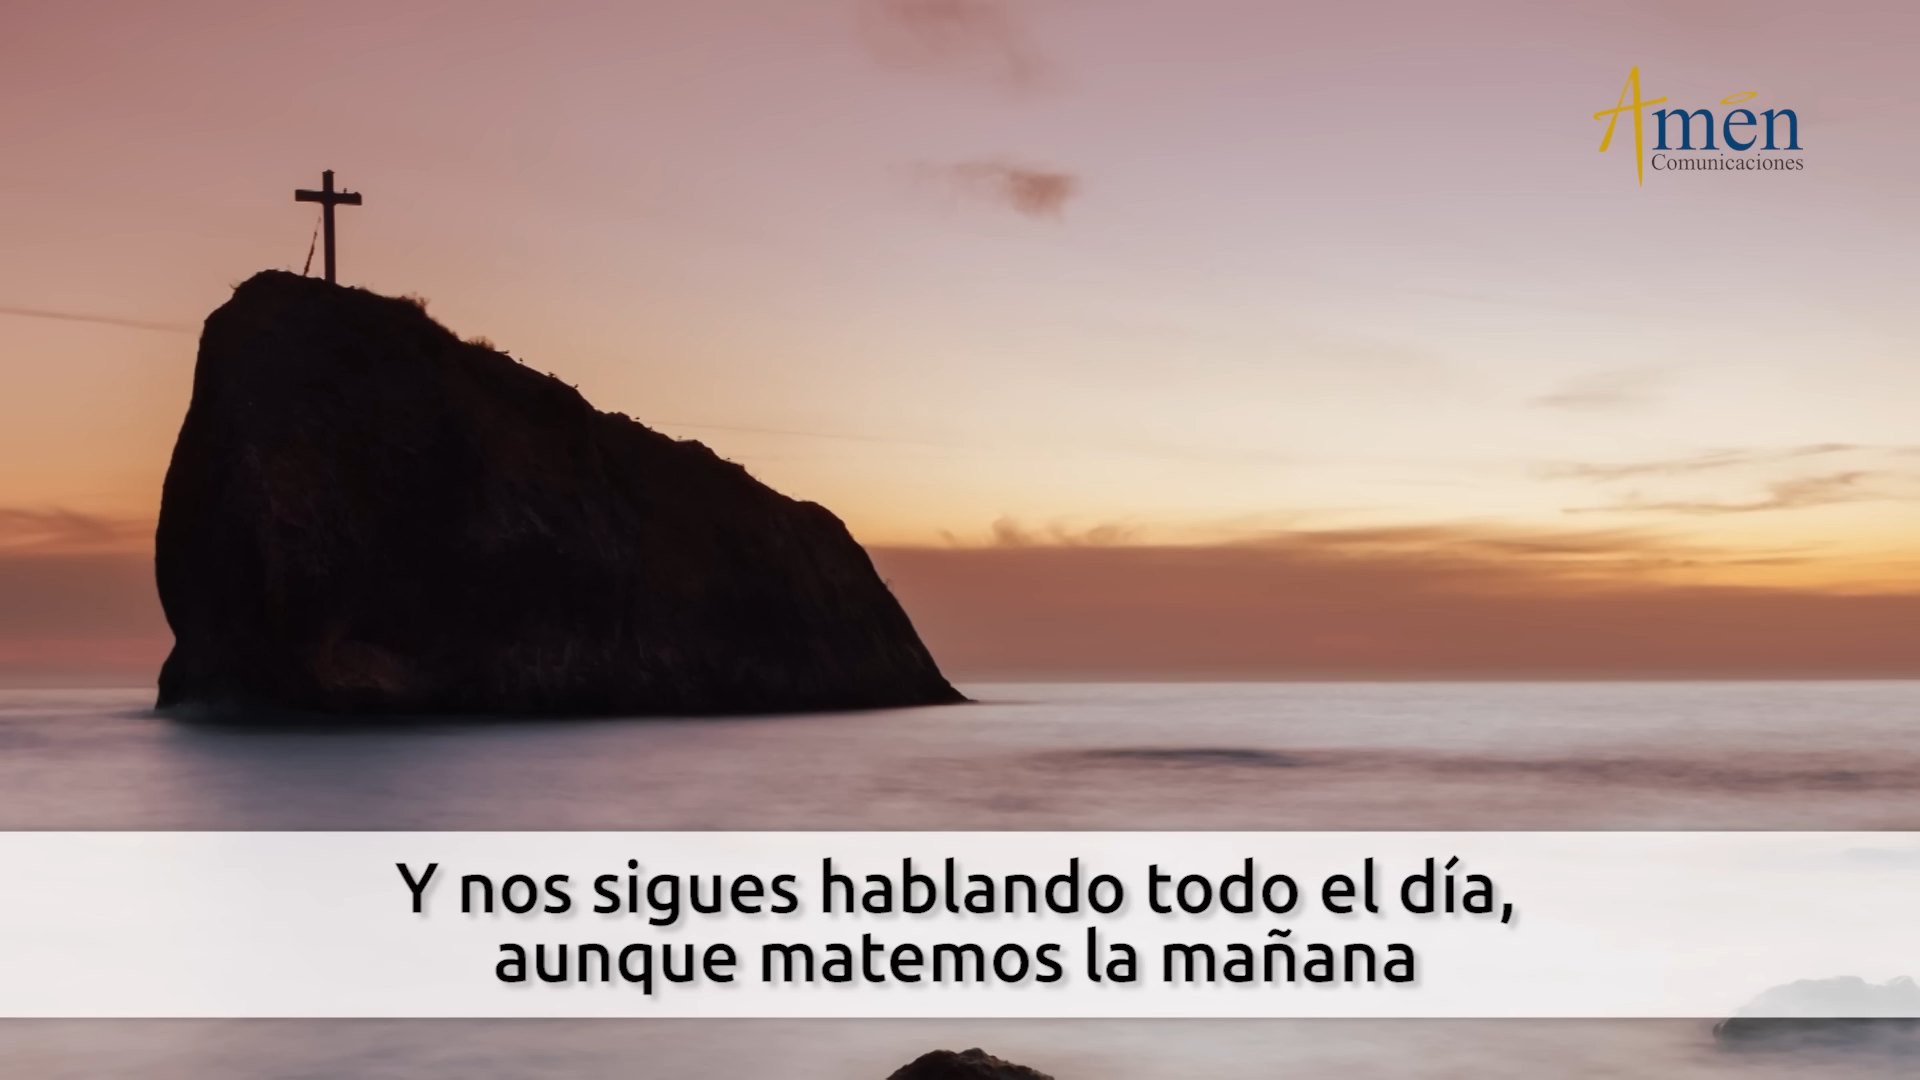 Amén
Comunicaciones
Y nos sigues hablando todo el día,
aunque matemos la mañana